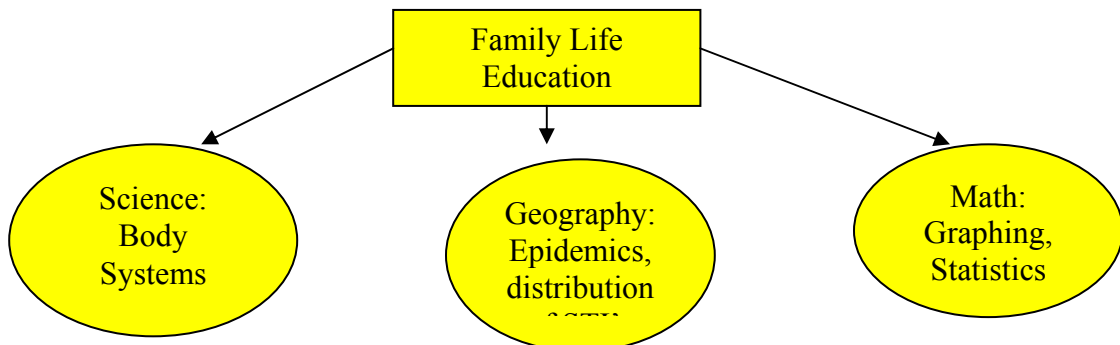 Family Life
Education
Science:
Body
Systems
Geography:
Epidemics,
distribution
Math:
Graphing,
Statistics